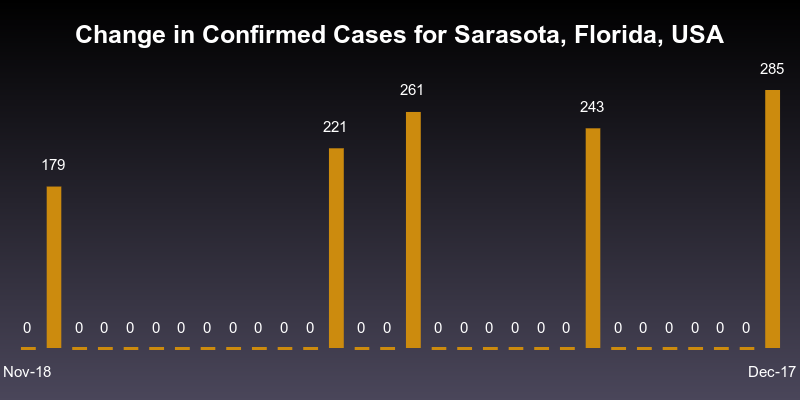 Change in Confirmed Cases for Sarasota, Florida, USA
285
261
243
221
179
0 0 0 0 0 0 0 0 0 0 0 0 0 0 0 0 0 0 0 0 0 0 0 0 0
Nov-18 Dec-17